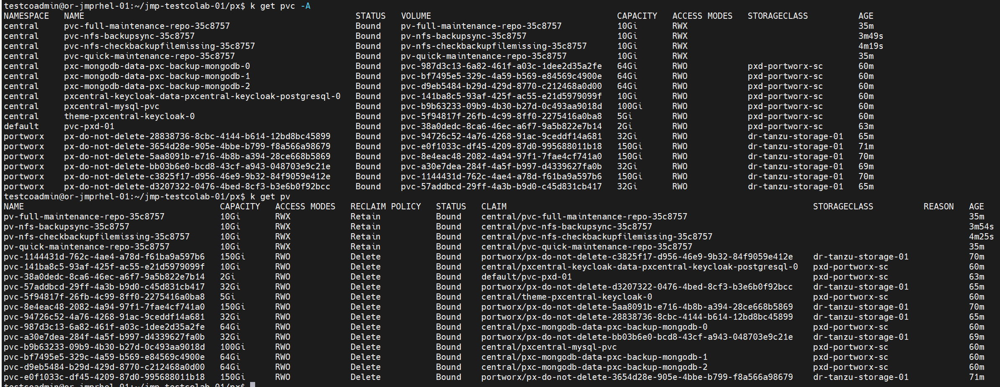 testcoadmin@or-jmprhel-01:~/jmp-testcolab-01/px$ k get pvc -A
NAMESPACE   NAME                                                      STATUS   VOLUME                                     CAPACITY   ACCESS MODES   STORAGECLASS          AGE
central     pvc-full-maintenance-repo-35c8757                         Bound    pv-full-maintenance-repo-35c8757           10Gi       RWX                                  35m
central     pvc-nfs-backupsync-35c8757                                Bound    pv-nfs-backupsync-35c8757                  10Gi       RWX                                  3m49s
central     pvc-nfs-checkbackupfilemissing-35c8757                    Bound    pv-nfs-checkbackupfilemissing-35c8757      10Gi       RWX                                  4m19s
central     pvc-quick-maintenance-repo-35c8757                        Bound    pv-quick-maintenance-repo-35c8757          10Gi       RWX                                  35m
central     pxc-mongodb-data-pxc-backup-mongodb-0                     Bound    pvc-987d3c13-6a82-461f-a03c-1dee2d35a2fe   64Gi       RWO            pxd-portworx-sc       60m
central     pxc-mongodb-data-pxc-backup-mongodb-1                     Bound    pvc-bf7495e5-329c-4a59-b569-e84569c4900e   64Gi       RWO            pxd-portworx-sc       60m
central     pxc-mongodb-data-pxc-backup-mongodb-2                     Bound    pvc-d9eb5484-b29d-429d-8770-c212468a0d00   64Gi       RWO            pxd-portworx-sc       60m
central     pxcentral-keycloak-data-pxcentral-keycloak-postgresql-0   Bound    pvc-141ba8c5-93af-425f-ac55-e21d5979099f   10Gi       RWO            pxd-portworx-sc       60m
central     pxcentral-mysql-pvc                                       Bound    pvc-b9b63233-09b9-4b30-b27d-0c493aa9018d   100Gi      RWO            pxd-portworx-sc       60m
central     theme-pxcentral-keycloak-0                                Bound    pvc-5f94817f-26fb-4c99-8ff0-2275416a0ba8   5Gi        RWO            pxd-portworx-sc       60m
default     pvc-pxd-01                                                Bound    pvc-38a0dedc-8ca6-46ec-a6f7-9a5b822e7b14   2Gi        RWO            pxd-portworx-sc       63m
portworx    px-do-not-delete-28838736-8cbc-4144-b614-12bd8bc45899     Bound    pvc-94726c52-4a76-4268-91ac-9ceddf14a681   32Gi       RWO            dr-tanzu-storage-01   65m
portworx    px-do-not-delete-3654d28e-905e-4bbe-b799-f8a566a98679     Bound    pvc-e0f1033c-df45-4209-87d0-995688011b18   150Gi      RWO            dr-tanzu-storage-01   71m
portworx    px-do-not-delete-5aa8091b-e716-4b8b-a394-28ce668b5869     Bound    pvc-8e4eac48-2082-4a94-97f1-7fae4cf741a0   150Gi      RWO            dr-tanzu-storage-01   70m
portworx    px-do-not-delete-bb03b6e0-bcd8-43cf-a943-048703e9c21e     Bound    pvc-a30e7dea-284f-4a5f-b997-d4339627fa0b   32Gi       RWO            dr-tanzu-storage-01   69m
portworx    px-do-not-delete-c3825f17-d956-46e9-9b32-84f9059e412e     Bound    pvc-1144431d-762c-4ae4-a78d-f61ba9a597b6   150Gi      RWO            dr-tanzu-storage-01   70m
portworx    px-do-not-delete-d3207322-0476-4bed-8cf3-b3e6b0f92bcc     Bound    pvc-57addbcd-29ff-4a3b-b9d0-c45d831cb417   32Gi       RWO            dr-tanzu-storage-01   65m
testcoadmin@or-jmprhel-01:~/jmp-testcolab-01/px$ k get pv
NAME                                       CAPACITY   ACCESS MODES   RECLAIM POLICY   STATUS   CLAIM                                                             STORAGECLASS          REASON   AGE
pv-full-maintenance-repo-35c8757           10Gi       RWX            Retain           Bound    central/pvc-full-maintenance-repo-35c8757                                                        35m
pv-nfs-backupsync-35c8757                  10Gi       RWX            Retain           Bound    central/pvc-nfs-backupsync-35c8757                                                               3m54s
pv-nfs-checkbackupfilemissing-35c8757      10Gi       RWX            Retain           Bound    central/pvc-nfs-checkbackupfilemissing-35c8757                                                   4m25s
pv-quick-maintenance-repo-35c8757          10Gi       RWX            Retain           Bound    central/pvc-quick-maintenance-repo-35c8757                                                       35m
pvc-1144431d-762c-4ae4-a78d-f61ba9a597b6   150Gi      RWO            Delete           Bound    portworx/px-do-not-delete-c3825f17-d956-46e9-9b32-84f9059e412e    dr-tanzu-storage-01            70m
pvc-141ba8c5-93af-425f-ac55-e21d5979099f   10Gi       RWO            Delete           Bound    central/pxcentral-keycloak-data-pxcentral-keycloak-postgresql-0   pxd-portworx-sc                60m
pvc-38a0dedc-8ca6-46ec-a6f7-9a5b822e7b14   2Gi        RWO            Delete           Bound    default/pvc-pxd-01                                                pxd-portworx-sc                63m
pvc-57addbcd-29ff-4a3b-b9d0-c45d831cb417   32Gi       RWO            Delete           Bound    portworx/px-do-not-delete-d3207322-0476-4bed-8cf3-b3e6b0f92bcc    dr-tanzu-storage-01            65m
pvc-5f94817f-26fb-4c99-8ff0-2275416a0ba8   5Gi        RWO            Delete           Bound    central/theme-pxcentral-keycloak-0                                pxd-portworx-sc                60m
pvc-8e4eac48-2082-4a94-97f1-7fae4cf741a0   150Gi      RWO            Delete           Bound    portworx/px-do-not-delete-5aa8091b-e716-4b8b-a394-28ce668b5869    dr-tanzu-storage-01            70m
pvc-94726c52-4a76-4268-91ac-9ceddf14a681   32Gi       RWO            Delete           Bound    portworx/px-do-not-delete-28838736-8cbc-4144-b614-12bd8bc45899    dr-tanzu-storage-01            65m
pvc-987d3c13-6a82-461f-a03c-1dee2d35a2fe   64Gi       RWO            Delete           Bound    central/pxc-mongodb-data-pxc-backup-mongodb-0                     pxd-portworx-sc                60m
pvc-a30e7dea-284f-4a5f-b997-d4339627fa0b   32Gi       RWO            Delete           Bound    portworx/px-do-not-delete-bb03b6e0-bcd8-43cf-a943-048703e9c21e    dr-tanzu-storage-01            69m
pvc-b9b63233-09b9-4b30-b27d-0c493aa9018d   100Gi      RWO            Delete           Bound    central/pxcentral-mysql-pvc                                       pxd-portworx-sc                60m
pvc-bf7495e5-329c-4a59-b569-e84569c4900e   64Gi       RWO            Delete           Bound    central/pxc-mongodb-data-pxc-backup-mongodb-1                     pxd-portworx-sc                60m
pvc-d9eb5484-b29d-429d-8770-c212468a0d00   64Gi       RWO            Delete           Bound    central/pxc-mongodb-data-pxc-backup-mongodb-2                     pxd-portworx-sc                60m
pvc-e0f1033c-df45-4209-87d0-995688011b18   150Gi      RWO            Delete           Bound    portworx/px-do-not-delete-3654d28e-905e-4bbe-b799-f8a566a98679    dr-tanzu-storage-01            71m
testcoadmin@or-jmprhel-01:~/jmp-testcolab-01/px$